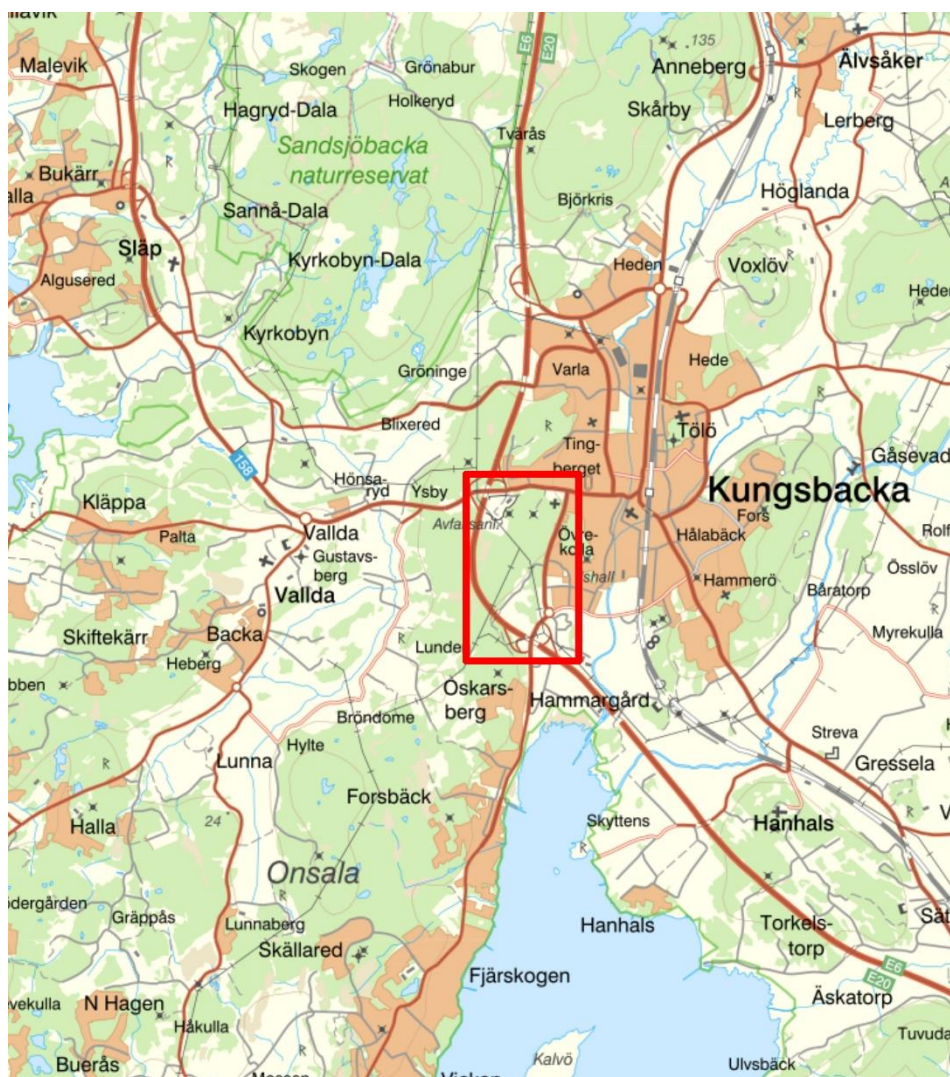 Malevik
Skogen
Grönabur
E6
E20
135
Anneberg
Älvsåker
Hagryd-Dala
Holkeryd
Skårby
Lerberg
Sandsjöbacka
naturreservat
Tvärås
Bukärr
Björkris
Höglanda
Sannå-Dala
Släp
Kyrkobyn-Dala
Heden
Voxlöv
Algusered
Kyrkobyn
Gröninge
Varla
Hede
Blixered
Ting-
berget
Tölö
158
Hönsa-
ryd
Ysby
Gåsevad
Kläppa
Kungsbacka
Palta
Vallda
Övre-
kolla
Hålabäck
Fors
Gustavs-
berg
Vallda
Hammerö
Össlöv
Båratorp
Skiftekärr
Backa
Myrekulla
Heberg
Lunde
Oskars-
berg
Hammargård
Bröndome
Hylte
Lunna
Streva
Gressela
Forsbäck
Halla
24
Skyttens
Hanhals
Onsala
Gräppås
Lunnaberg
Hanhals
Torkels-
torp
Skällared
Fjärskogen
E6
E20
N Hagen
Äskatorp
Håkulla
Buerås
Kalvö
Ulvsbäck